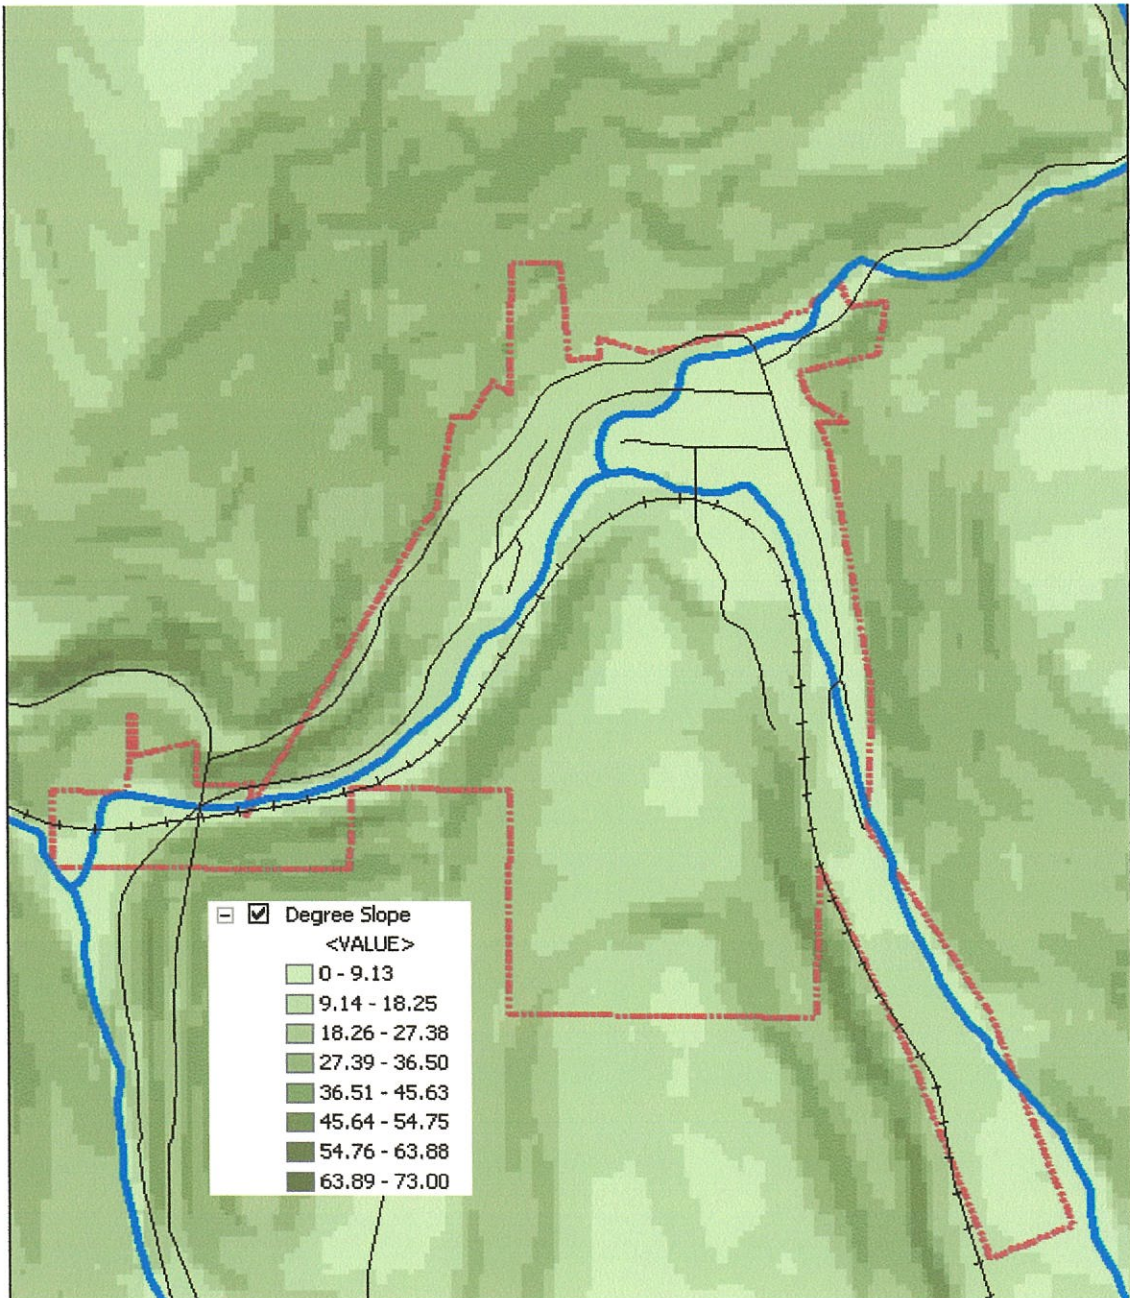 Degree Slope
<VALUE>
0 - 9.13
9.14 - 18.25
18.26 - 27.38
27.39 - 36.50
36.51 - 45.63
45.64 - 54.75
54.76 - 63.88
63.89 - 73.00